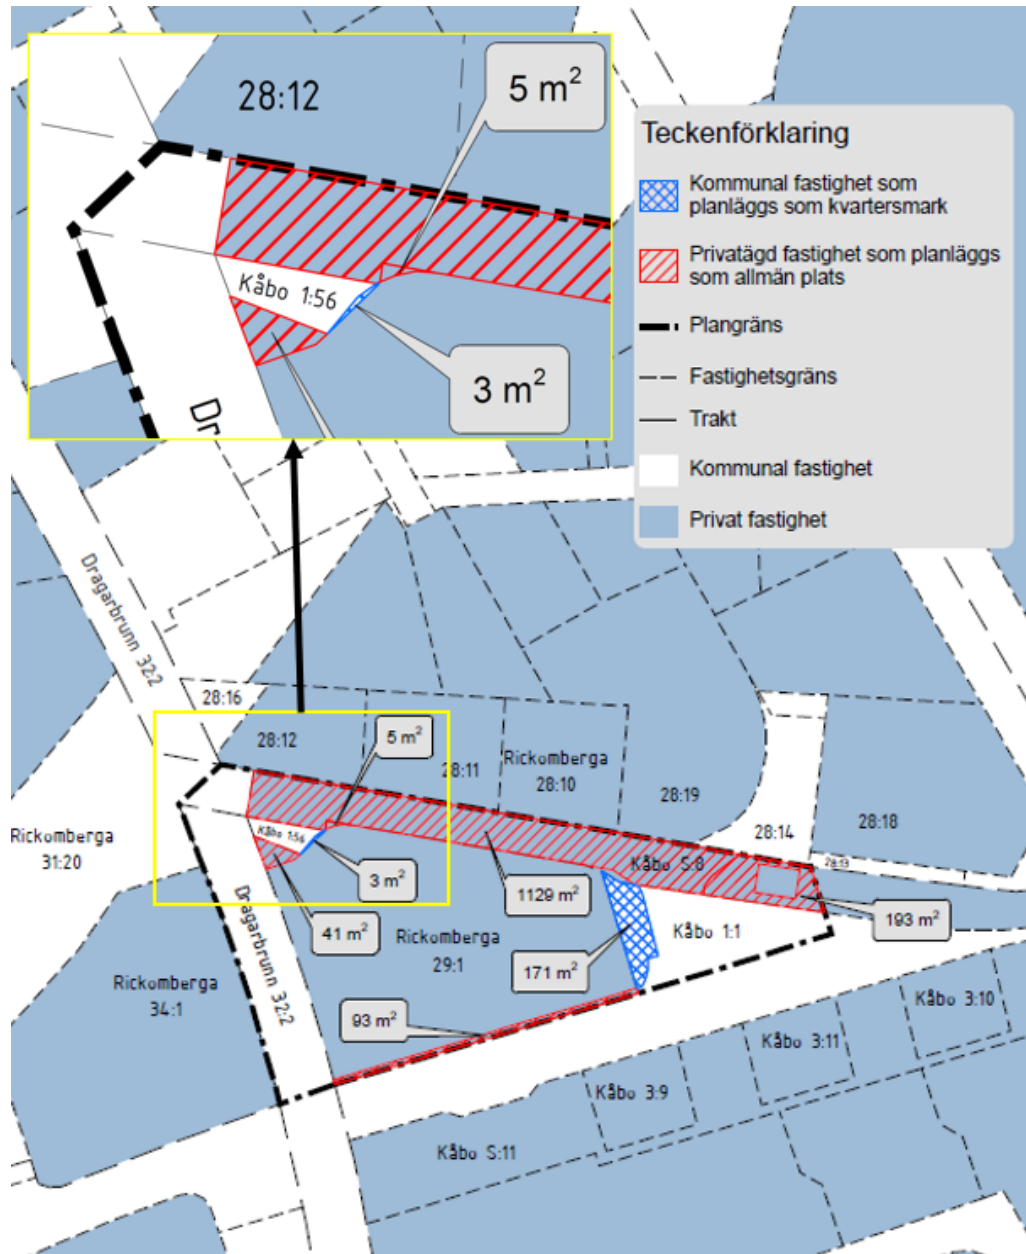 28:12
5 m²
Kåbo 1:56
3 m²
Dr
Teckenförklaring
Kommunal fastighet som
planläggs som kvartersmark
Privatägd fastighet som planläggs
som allmän plats
Plangräns
Fastighetsgräns
Trakt
Kommunal fastighet
Privat fastighet
Dragarbrunn 32:2
28:16
28:12
5 m²
28:11
Rickomberga
28:10
28:19
28:14
28:18
28:13
Rickomberga
31:20
Kåbo 1:56
3 m²
Kåbo S:8
1129 m²
193 m²
41 m²
Rickomberga
29:1
Kåbo 1:1
171 m²
Dragarbrunn 32:2
Rickomberga
34:1
93 m²
Kåbo 3:10
Kåbo 3:11
Kåbo 3:9
Kåbo S:11